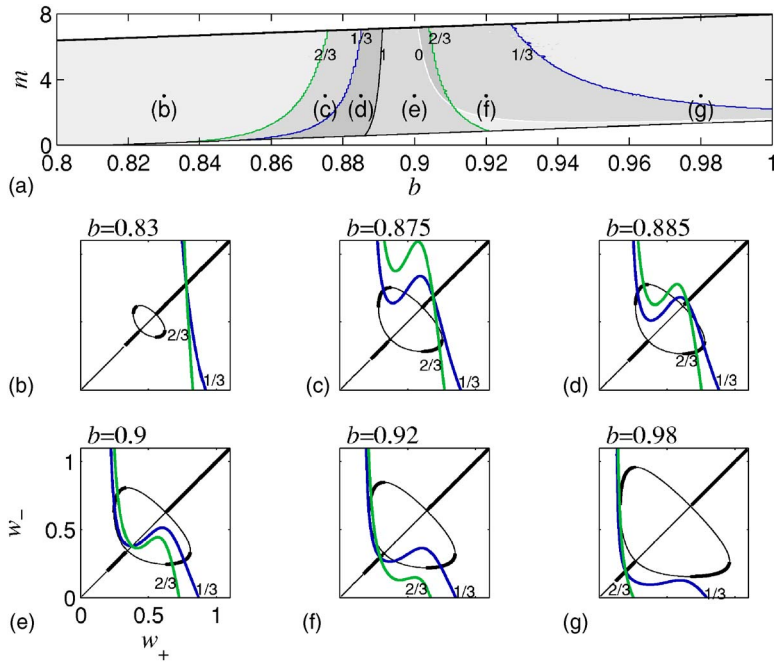 8
4
0
m
2/3
1/3
1
0
2/3
1/3
(b)
(c)
(d)
(e)
(f)
(g)
0.8 0.82 0.84 0.86 0.88 0.9 0.92 0.94 0.96 0.98 1
(a)
b
b=0.83
b=0.875
b=0.885
2/3
1/3
2/3
1/3
2/3
1/3
(b)
(c)
(d)
b=0.9
b=0.92
b=0.98
1
0.5
0
w_
2/3
1/3
2/3
1/3
2/3
1/3
0 0.5 1
w+
(e)
(f)
(g)